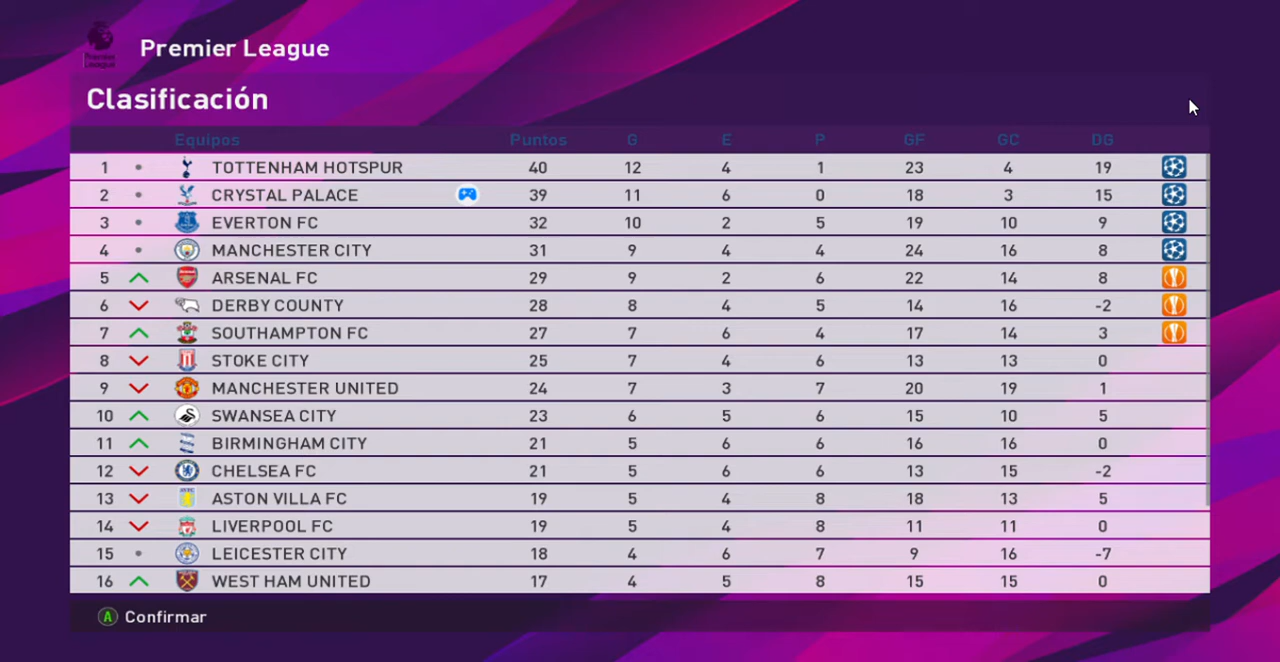 Premier League
Premier League
Clasificación
Equipos Puntos G E P GF GC DG
1 TOTTENHAM HOTSPUR 40 12 4 1 23 4 19
2 CRYSTAL PALACE 39 11 6 0 18 3 15
3 EVERTON FC 32 10 2 5 19 10 9
4 MANCHESTER CITY 31 9 4 4 24 16 8
5 ARSENAL FC 29 9 2 6 22 14 8
6 DERBY COUNTY 28 8 4 5 14 16 -2
7 SOUTHAMPTON FC 27 7 6 4 17 14 3
8 STOKE CITY 25 7 4 6 13 13 0
9 MANCHESTER UNITED 24 7 3 7 20 19 1
10 SWANSEA CITY 23 6 5 6 15 10 5
11 BIRMINGHAM CITY 21 5 6 6 16 16 0
12 CHELSEA FC 21 5 6 6 13 15 -2
13 ASTON VILLA FC 19 5 4 8 18 13 5
14 LIVERPOOL FC 19 5 4 8 11 11 0
15 LEICESTER CITY 18 4 6 7 9 16 -7
16 WEST HAM UNITED 17 4 5 8 15 15 0
A Confirmar